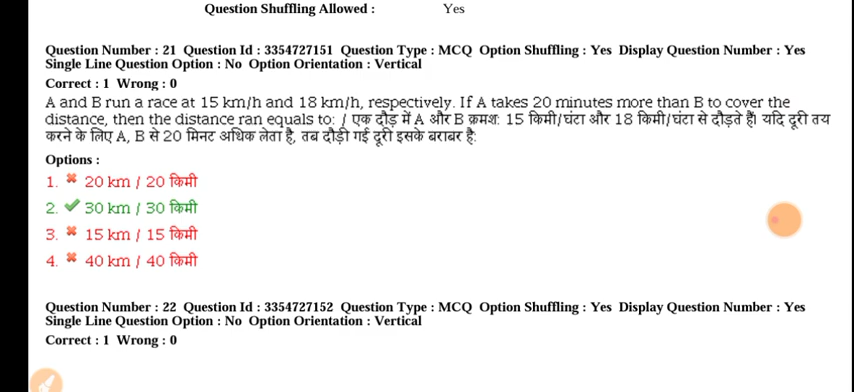 Question Shuffling Allowed : Yes
Question Number : 21 Question Id : 3354727151 Question Type : MCQ Option Shuffling : Yes Display Question Number : Yes
Single Line Question Option : No Option Orientation : Vertical
Correct : 1 Wrong : 0
A and B run a race at 15 km/h and 18 km/h, respectively. If A takes 20 minutes more than B to cover the
distance, then the distance ran equals to: / एक दौड़ में A और B क्रमश: 15 किमी/घंटा और 18 किमी/घंटा से दौड़ते हैं। यदि दूरी तय
करने के लिए A, B से 20 मिनट अधिक लेता है, तब दौड़ी गई दूरी इसके बराबर है:
Options :
1. ✖ 20 km / 20 किमी
2. ✔ 30 km / 30 किमी
3. ✖ 15 km / 15 किमी
4. ✖ 40 km / 40 किमी
Question Number : 22 Question Id : 3354727152 Question Type : MCQ Option Shuffling : Yes Display Question Number : Yes
Single Line Question Option : No Option Orientation : Vertical
Correct : 1 Wrong : 0